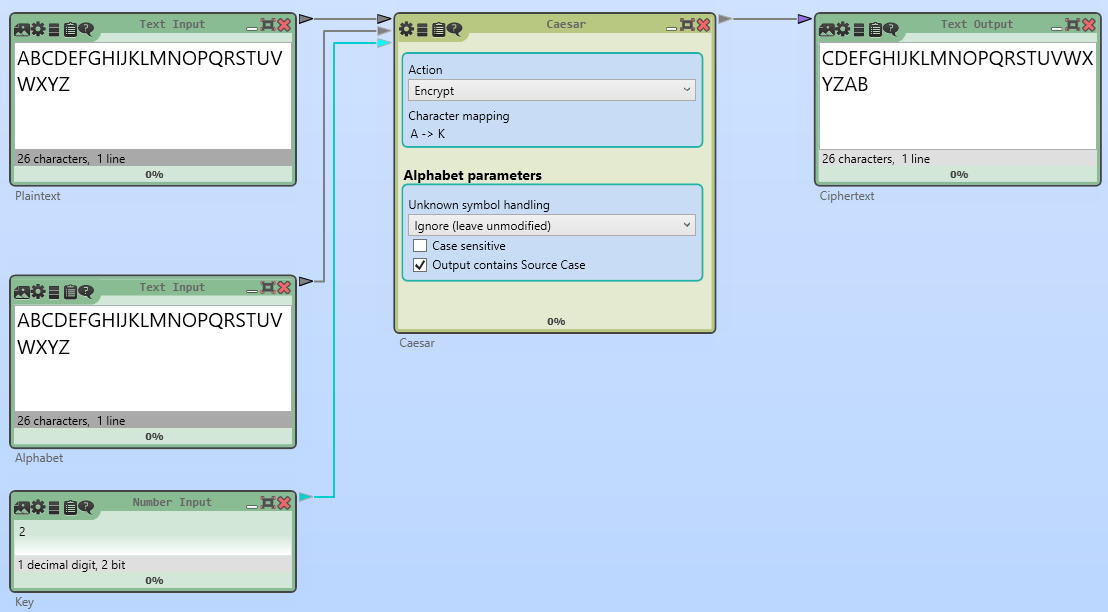 Text Input
ABCDEFGHIJKLMNOPQRSTUV
WXYZ
26 characters,  1 line
0%
Plaintext
Text Input
ABCDEFGHIJKLMNOPQRSTUV
WXYZ
26 characters,  1 line
0%
Alphabet
Number Input
2
1 decimal digit, 2 bit
0%
Key
Caesar
Action
Encrypt
Character mapping
A -> K
Alphabet parameters
Unknown symbol handling
Ignore (leave unmodified)
Case sensitive
Output contains Source Case
0%
Caesar
Text Output
CDEFGHIJKLMNOPQRSTUVWX
YZAB
26 characters,  1 line
0%
Ciphertext